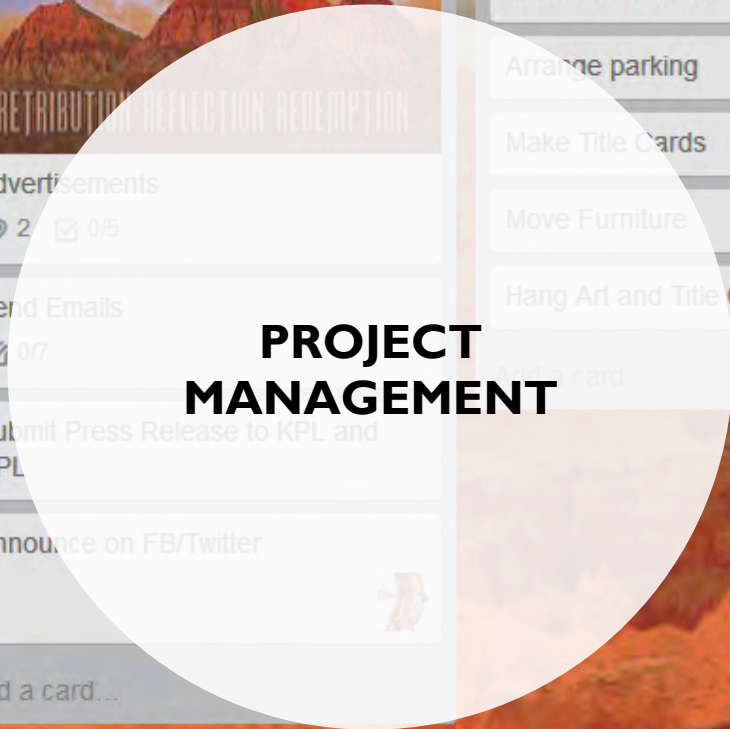 RETRIBUTION REFLECTION REDEMPTION
dvertisements
2 0/5
end Emails
0/7
ubmit Press Release to KPL and
PL
nnounce on FB/Twitter
d a card...
Arrange parking
Make Title Cards
Move Furniture
Hang Art and Title
Add a card...
PROJECT
MANAGEMENT